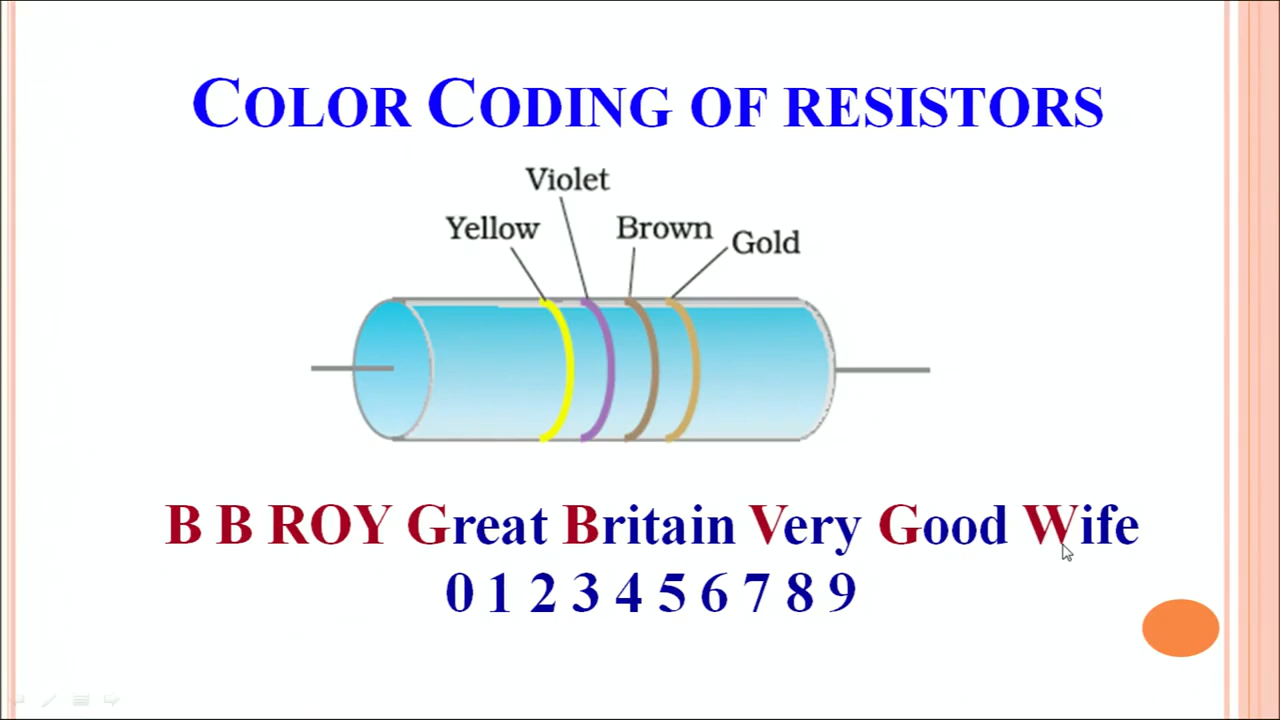 COLOR CODING OF RESISTORS
Violet
Yellow
Brown
Gold
B B ROY Great Britain Very Good Wife
0 1 2 3 4 5 6 7 8 9